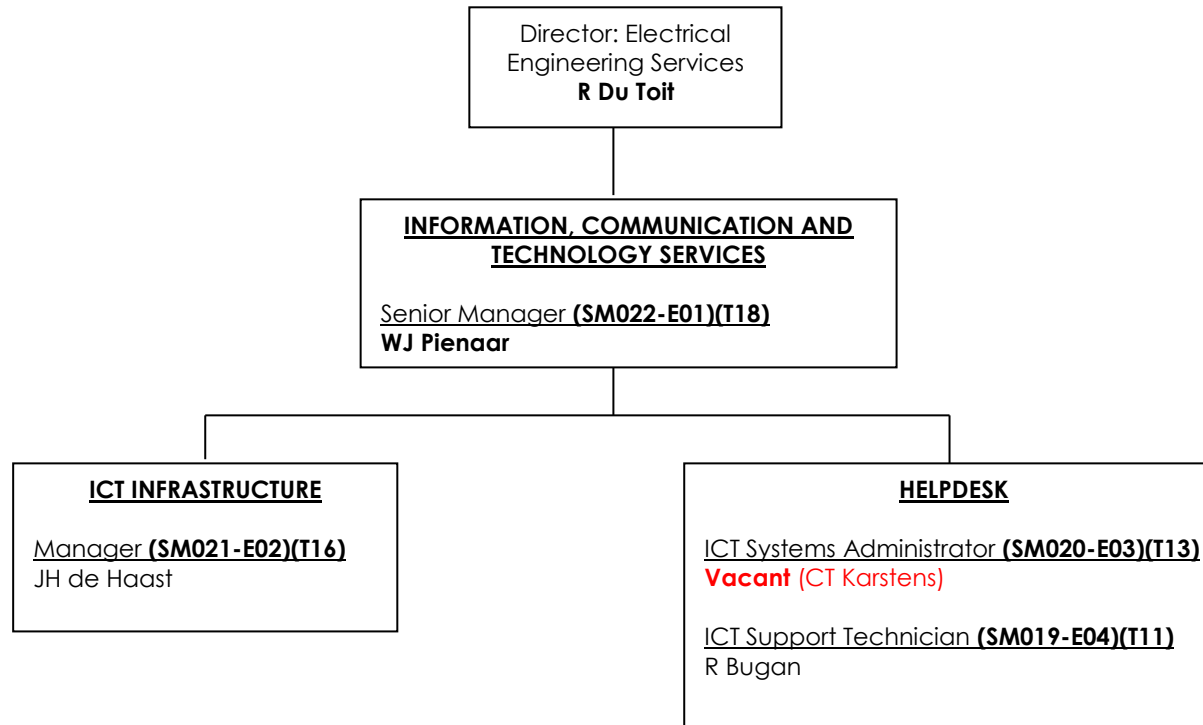 Director: Electrical
Engineering Services
R Du Toit
INFORMATION, COMMUNICATION AND
TECHNOLOGY SERVICES
Senior Manager (SM022-E01)(T18)
WJ Pienaar
ICT INFRASTRUCTURE
Manager (SM021-E02)(T16)
JH de Haast
HELPDESK
ICT Systems Administrator (SM020-E03)(T13)
Vacant (CT Karstens)
ICT Support Technician (SM019-E04)(T11)
R Bugan